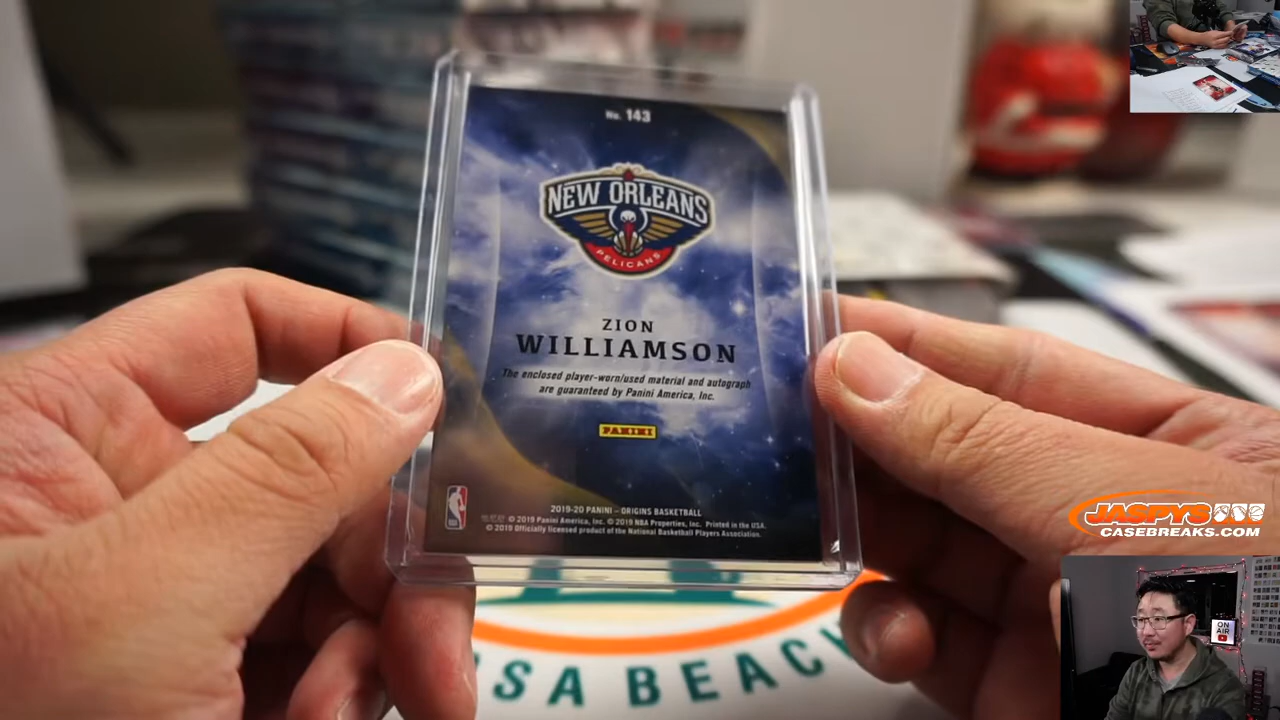 No. 143
NEW ORLEANS
PELICANS
ZION
WILLIAMSON
The enclosed player-worn/used material and autograph
are guaranteed by Panini America, Inc.
PANINI
2019-20 PANINI – ORIGINS BASKETBALL
© 2019 Panini America, Inc. © 2019 NBA Properties, Inc. Printed in the USA.
© 2019 Officially licensed product of the National Basketball Players Association.
SA BEACH
JASPYS
CASEBREAKS.COM
ON
AIR